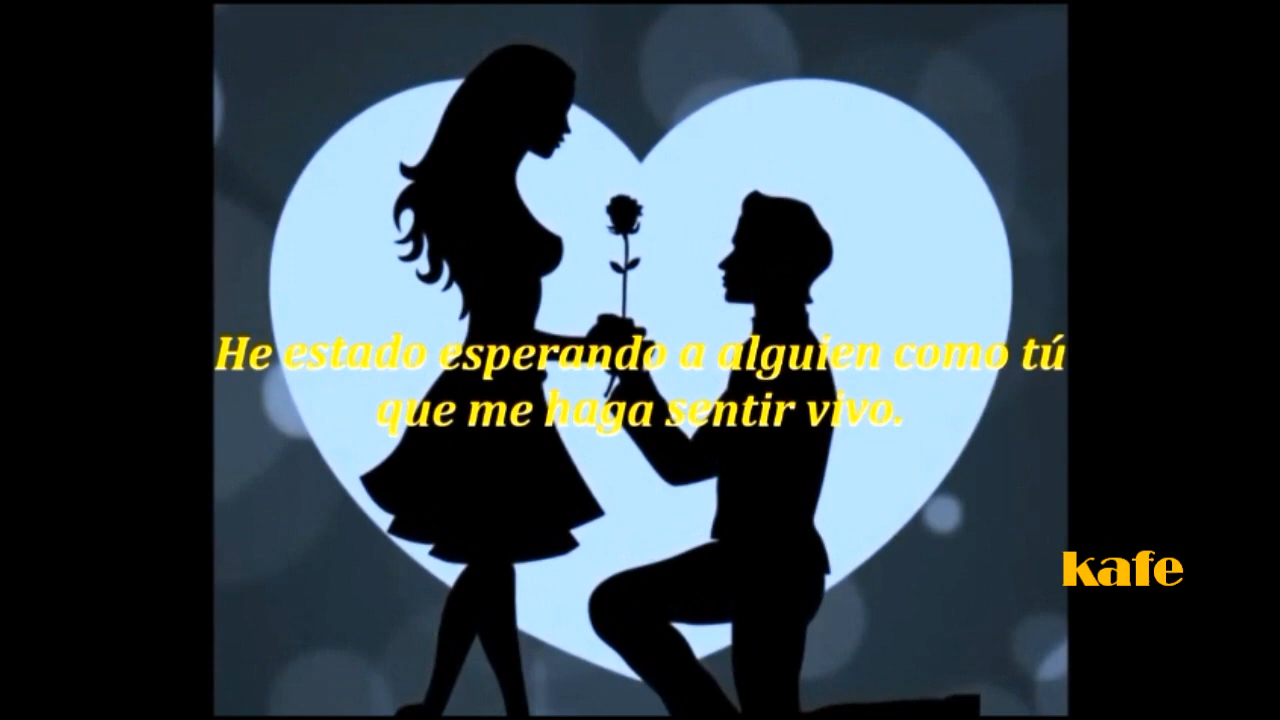 He estado esperando a alguien como tú
que me haga sentir vivo.
kafe